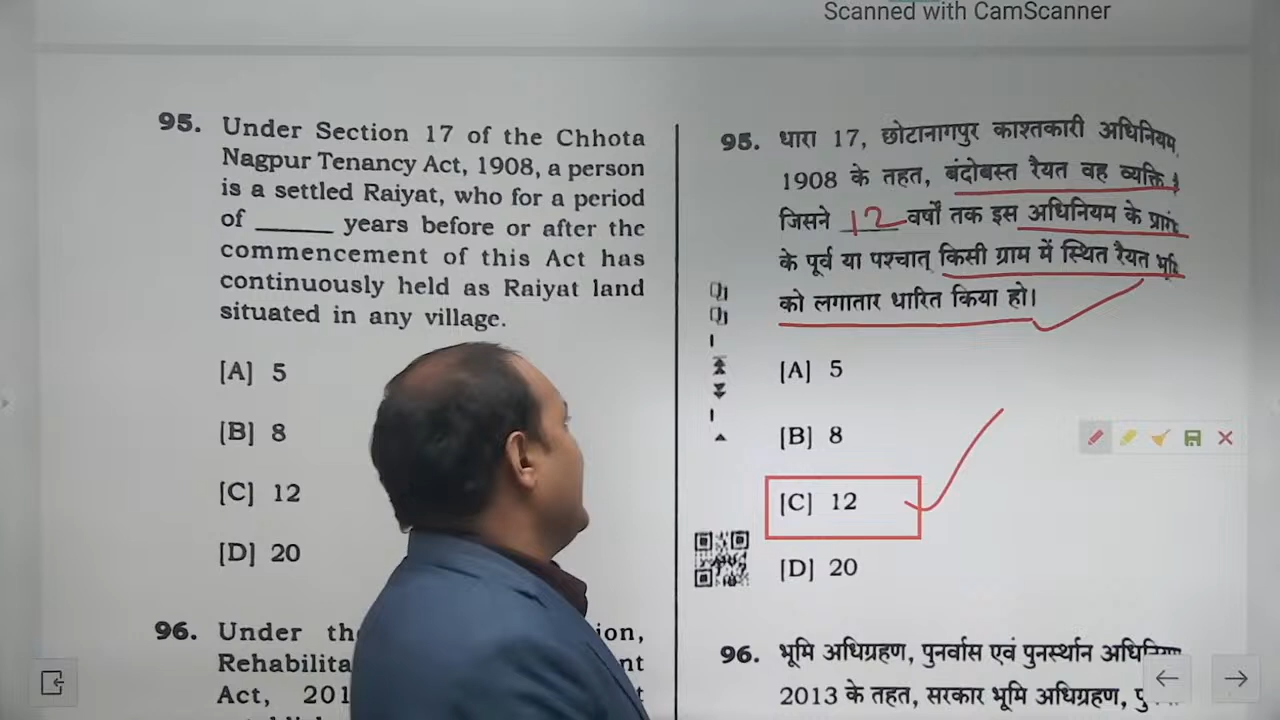 Scanned with CamScanner
95. Under Section 17 of the Chhota
Nagpur Tenancy Act, 1908, a person
is a settled Raiyat, who for a period
of ______ years before or after the
commencement of this Act has
continuously held as Raiyat land
situated in any village.
[A] 5
[B] 8
[C] 12
[D] 20
96. Under
Rehabilita
Act,
95. धारा 17, छोटानागपुर काश्तकारी अधिनियम,
1908 के तहत, बंदोबस्त रैयत वह व्यक्ति
जिसने 12 वर्षों तक इस अधिनियम के
के पूर्व या पश्चात् किसी ग्राम में स्थित रैयत
को लगातार धारित किया हो।
[A] 5
[B] 8
[C] 12
[D] 20
96. भूमि अधिग्रहण, पुनर्वास एवं पुनर्स्थान
2013 के तहत, सरकार भूमि अधिग्रहण,